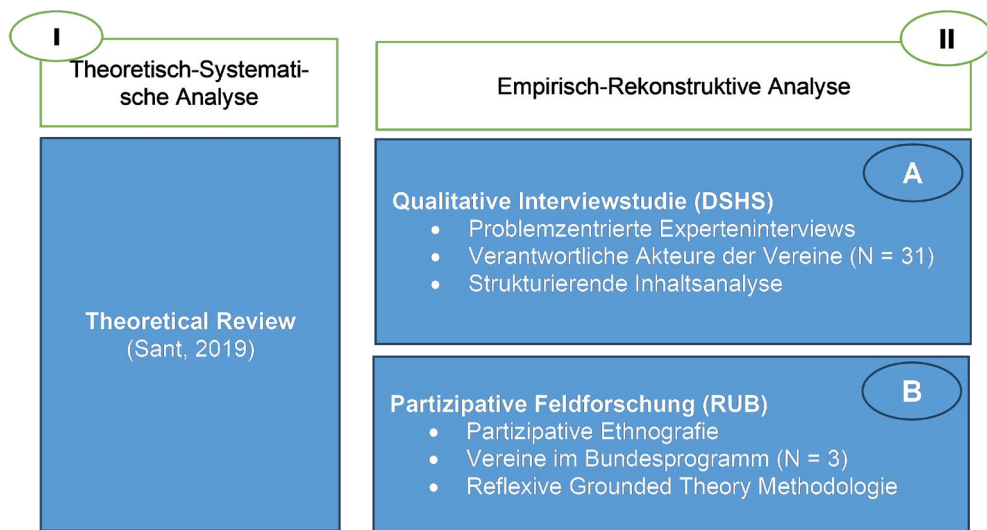 I
Theoretisch-Systemati-
sche Analyse
Theoretical Review
(Sant, 2019)
II
Empirisch-Rekonstruktive Analyse
A
Qualitative Interviewstudie (DSHS)
• Problemzentrierte Experteninterviews
• Verantwortliche Akteure der Vereine (N = 31)
• Strukturierende Inhaltsanalyse
B
Partizipative Feldforschung (RUB)
• Partizipative Ethnografie
• Vereine im Bundesprogramm (N = 3)
• Reflexive Grounded Theory Methodologie